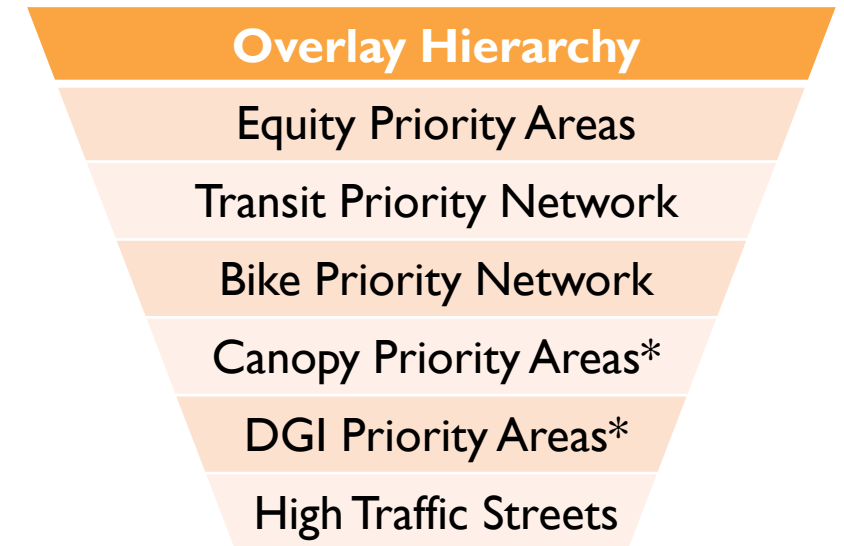 Overlay Hierarchy
Equity Priority Areas
Transit Priority Network
Bike Priority Network
Canopy Priority Areas*
DGI Priority Areas*
High Traffic Streets